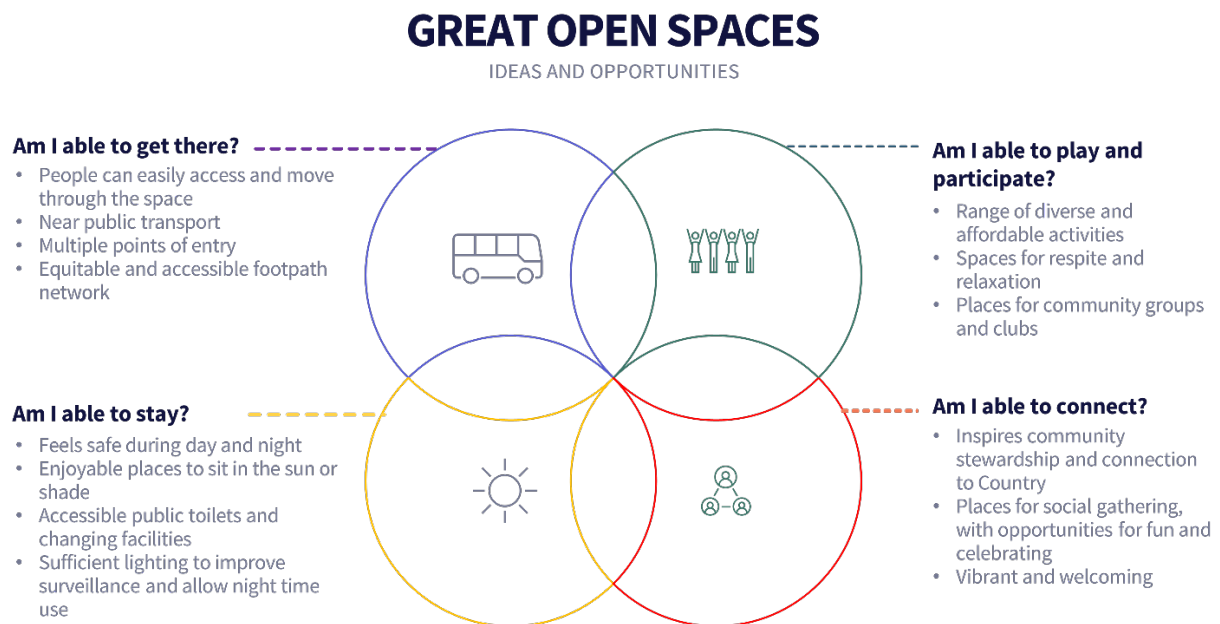 GREAT OPEN SPACES
IDEAS AND OPPORTUNITIES
Am I able to get there?
• People can easily access and move
through the space
• Near public transport
• Multiple points of entry
• Equitable and accessible footpath
network
Am I able to play and
participate?
• Range of diverse and
affordable activities
• Spaces for respite and
relaxation
• Places for community groups
and clubs
Am I able to stay?
• Feels safe during day and night
• Enjoyable places to sit in the sun or
shade
• Accessible public toilets and
changing facilities
• Sufficient lighting to improve
surveillance and allow night time
use
Am I able to connect?
• Inspires community
stewardship and connection
to Country
• Places for social gathering,
with opportunities for fun and
celebrating
• Vibrant and welcoming